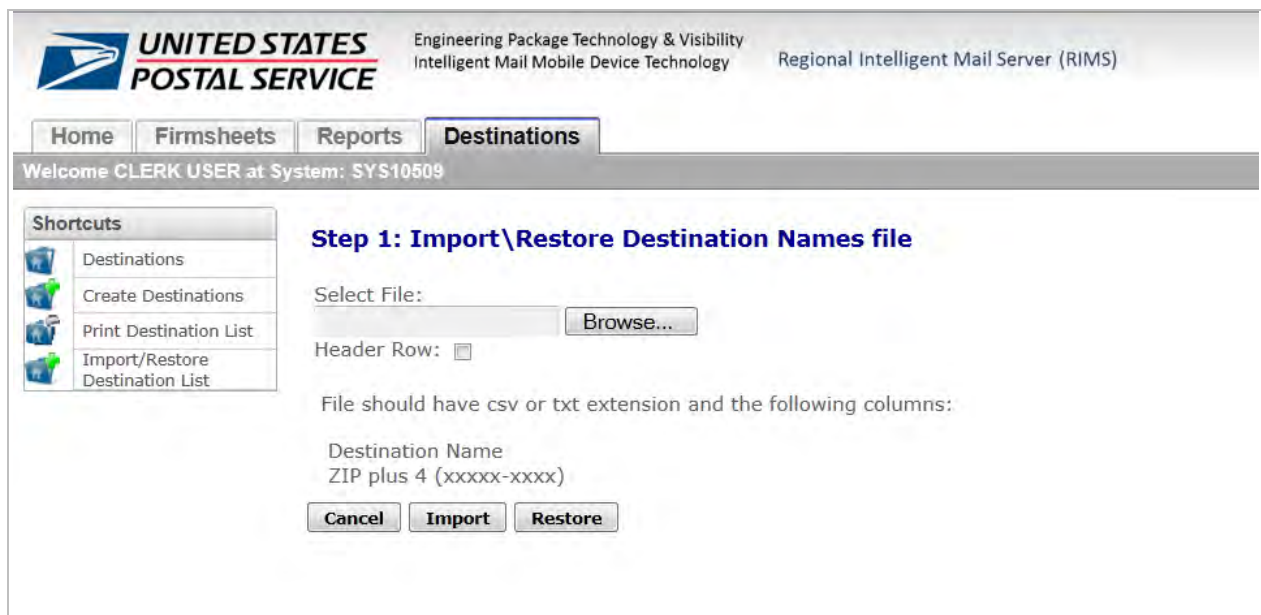 UNITED STATES
POSTAL SERVICE
Engineering Package Technology & Visibility
Intelligent Mail Mobile Device Technology
Regional Intelligent Mail Server (RIMS)
Home Firmsheets Reports Destinations
Welcome CLERK USER at System: SYS10509
Shortcuts
Destinations
Create Destinations
Print Destination List
Import/Restore
Destination List
Step 1: Import\Restore Destination Names file
Select File:
Browse...
Header Row:
File should have csv or txt extension and the following columns:
Destination Name
ZIP plus 4 (xxxxx-xxxx)
Cancel Import Restore